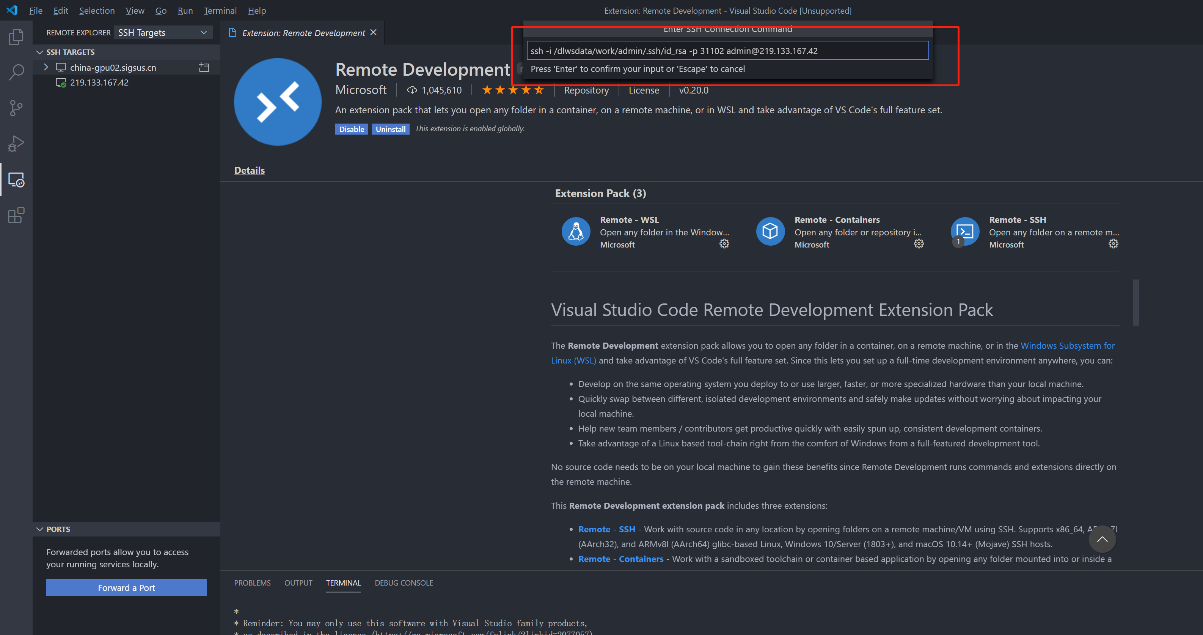 File Edit Selection View Go Run Terminal Help
Extension: Remote Development - Visual Studio Code [Unsupported]
REMOTE EXPLORER SSH Targets
Extension: Remote Development
Enter SSH Connection Command
ssh -i /dlwsdata/work/admin/.ssh/id_rsa -p 31102 admin@219.133.167.42
Press 'Enter' to confirm your input or 'Escape' to cancel
SSH TARGETS
china-gpu02.sigsus.cn
219.133.167.42
Remote Development
Microsoft 1,045,610 Repository License v0.20.0
An extension pack that lets you open any folder in a container, on a remote machine, or in WSL and take advantage of VS Code's full feature set.
Disable Uninstall This extension is enabled globally.
Details
Extension Pack (3)
Remote - WSL
Open any folder in the Window...
Microsoft
Remote - Containers
Open any folder or repository i...
Microsoft
1
Remote - SSH
Open any folder on a remote m...
Microsoft
Visual Studio Code Remote Development Extension Pack
The Remote Development extension pack allows you to open any folder in a container, on a remote machine, or in the Windows Subsystem for
Linux (WSL) and take advantage of VS Code's full feature set. Since this lets you set up a full-time development environment anywhere, you can:
• Develop on the same operating system you deploy to or use larger, faster, or more specialized hardware than your local machine.
• Quickly swap between different, isolated development environments and safely make updates without worrying about impacting your
local machine.
• Help new team members / contributors get productive quickly with easily spun up, consistent development containers.
• Take advantage of a Linux based tool-chain right from the comfort of Windows from a full-featured development tool.
No source code needs to be on your local machine to gain these benefits since Remote Development runs commands and extensions directly on
the remote machine.
This Remote Development extension pack includes three extensions:
• Remote - SSH - Work with source code in any location by opening folders on a remote machine/VM using SSH. Supports x86_64,
(AArch32), and ARMv8l (AArch64) glibc-based Linux, Windows 10/Server (1803+), and macOS 10.14+ (Mojave) SSH hosts.
• Remote - Containers - Work with a sandboxed toolchain or container based application by opening any folder mounted into or inside a
PORTS
Forwarded ports allow you to access
your running services locally.
Forward a Port
PROBLEMS OUTPUT TERMINAL DEBUG CONSOLE
*
* Reminder: You may only use this software with Visual Studio family products,